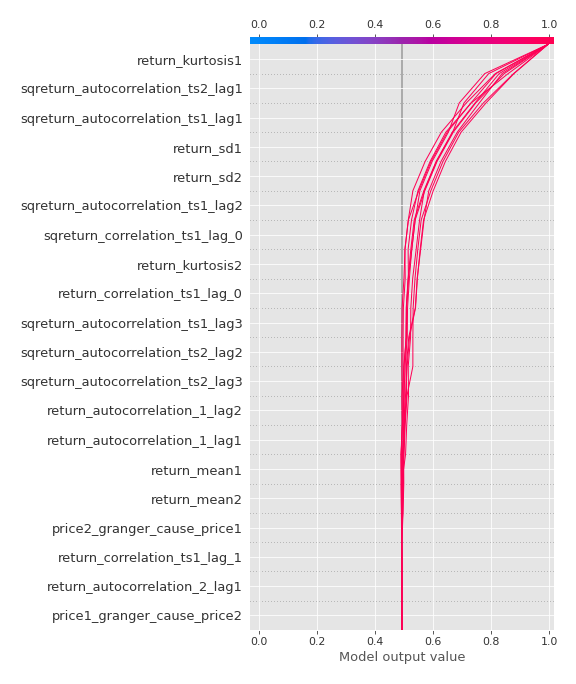 0.0 0.2 0.4 0.6 0.8 1.0
return_kurtosis1
sqreturn_autocorrelation_ts2_lag1
sqreturn_autocorrelation_ts1_lag1
return_sd1
return_sd2
sqreturn_autocorrelation_ts1_lag2
sqreturn_correlation_ts1_lag_0
return_kurtosis2
return_correlation_ts1_lag_0
sqreturn_autocorrelation_ts1_lag3
sqreturn_autocorrelation_ts2_lag2
sqreturn_autocorrelation_ts2_lag3
return_autocorrelation_1_lag2
return_autocorrelation_1_lag1
return_mean1
return_mean2
price2_granger_cause_price1
return_correlation_ts1_lag_1
return_autocorrelation_2_lag1
price1_granger_cause_price2
0.0 0.2 0.4 0.6 0.8 1.0
Model output value